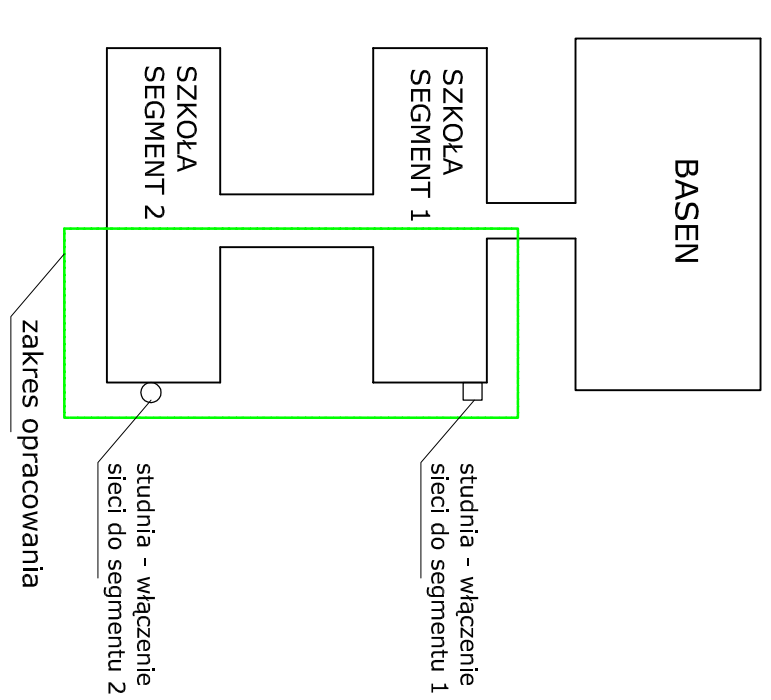 BASEN
SZKOŁA
SEGMENT 1
SZKOŁA
SEGMENT 2
studnia - włączenie
sieci do segmentu 1
studnia - włączenie
sieci do segmentu 2
zakres opracowania